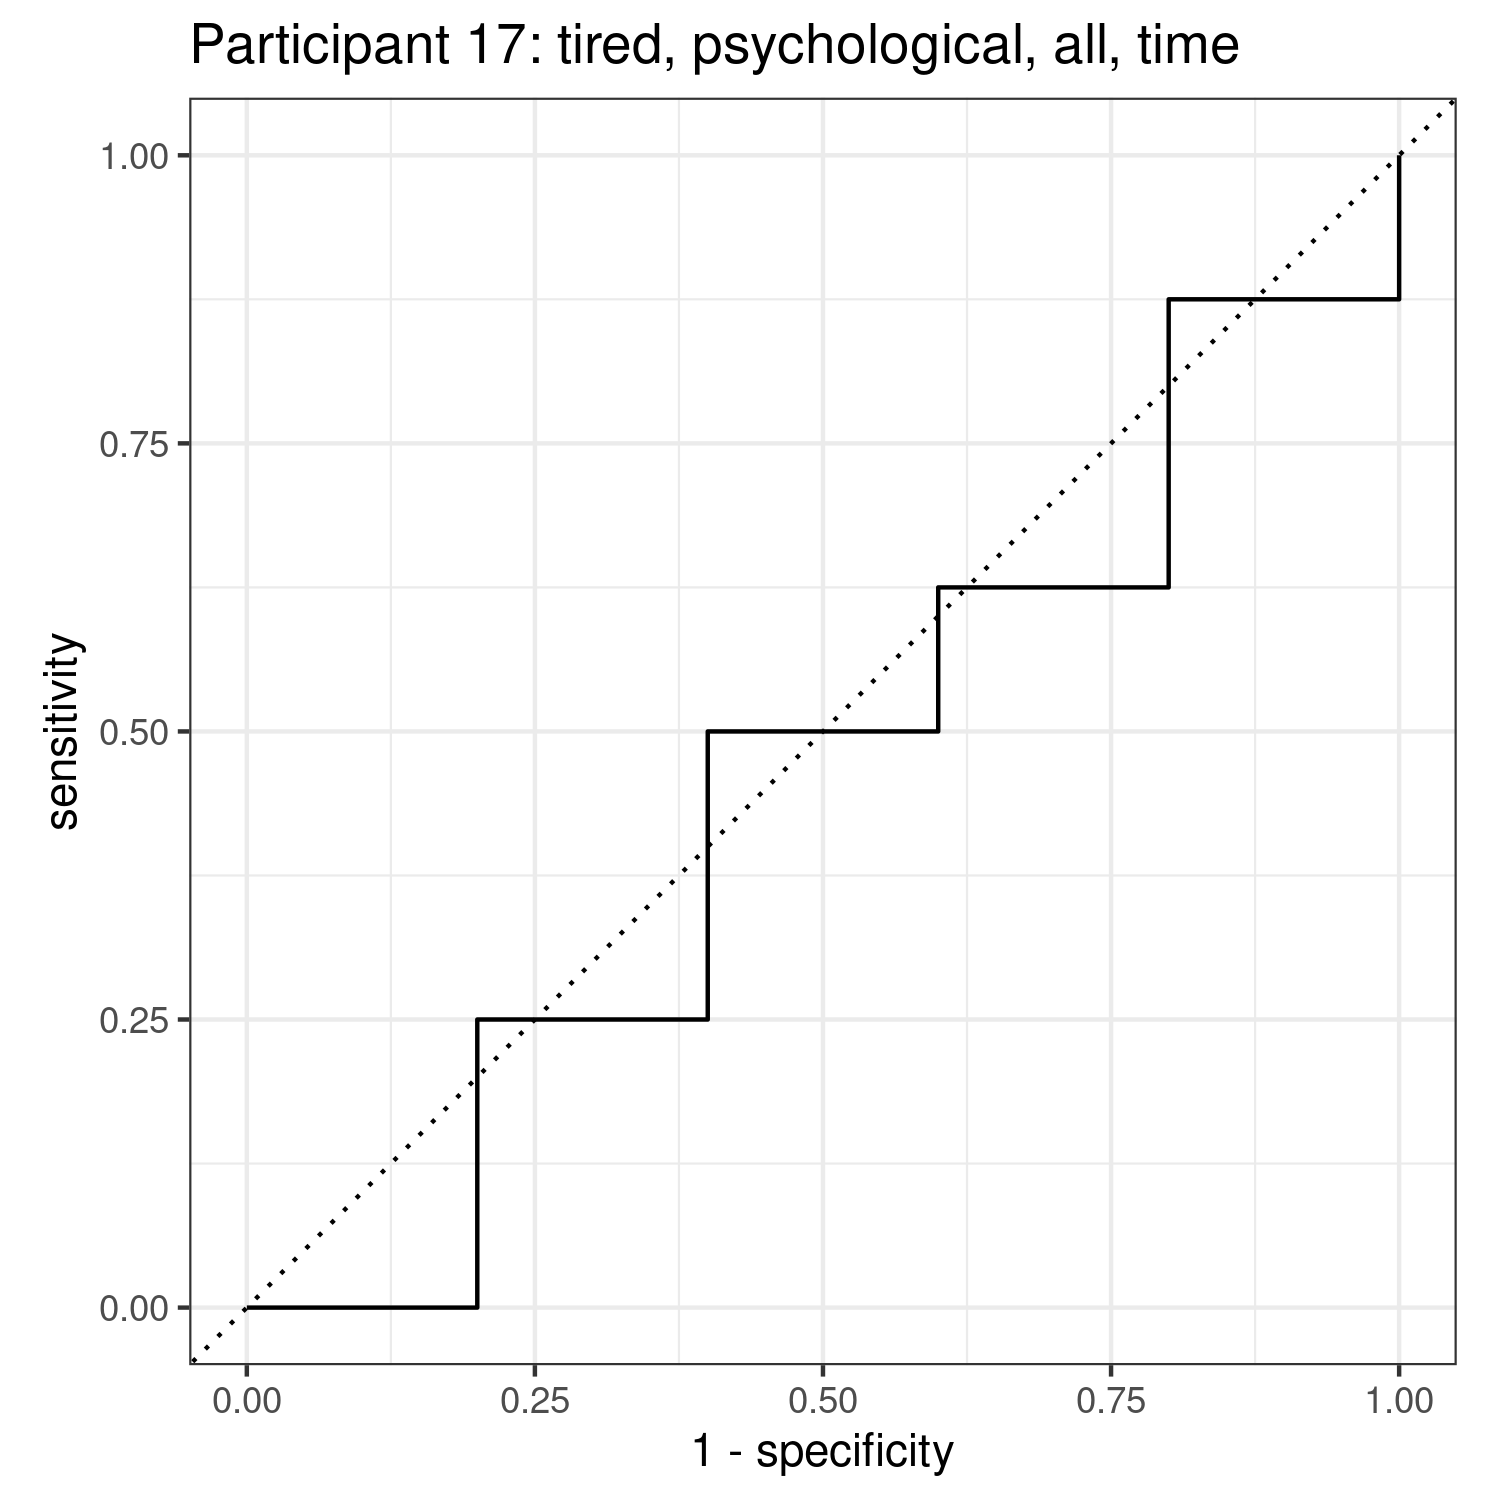 Participant 17: tired, psychological, all, time
1.00
0.75
0.50
0.25
0.00
sensitivity
0.00 0.25 0.50 0.75 1.00
1 - specificity